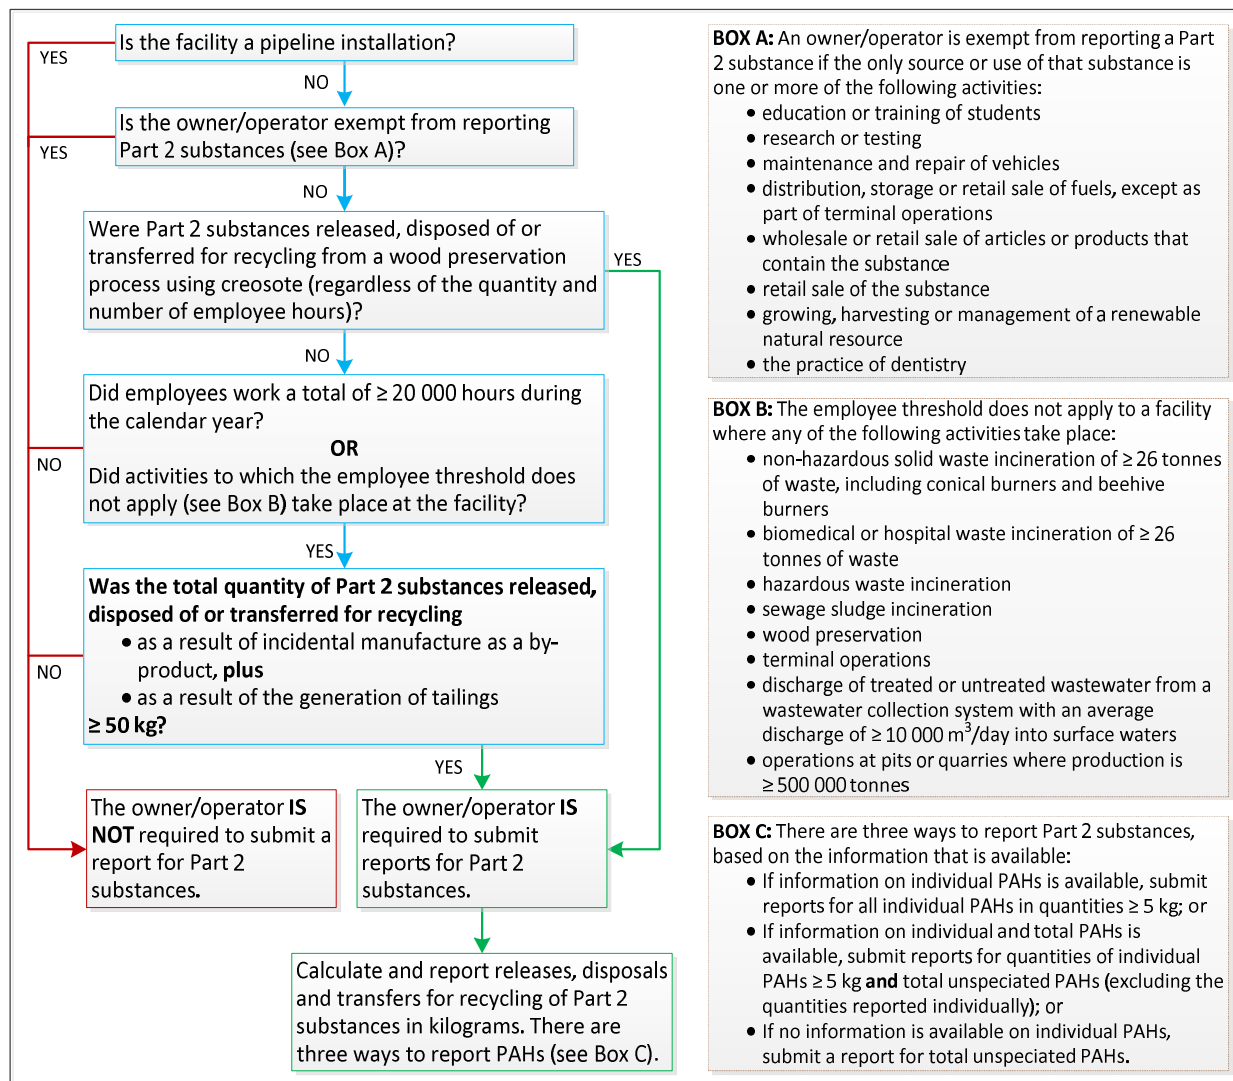 Is the facility a pipeline installation?
YES
NO
Is the owner/operator exempt from reporting
Part 2 substances (see Box A)?
YES
NO
Were Part 2 substances released, disposed of or
transferred for recycling from a wood preservation
process using creosote (regardless of the quantity and
number of employee hours)?
YES
NO
Did employees work a total of ≥ 20 000 hours during
the calendar year?
OR
Did activities to which the employee threshold does
not apply (see Box B) take place at the facility?
NO
YES
Was the total quantity of Part 2 substances released,
disposed of or transferred for recycling
• as a result of incidental manufacture as a by-
product, plus
• as a result of the generation of tailings
≥ 50 kg?
NO
YES
The owner/operator IS
NOT required to submit a
report for Part 2
substances.
The owner/operator IS
required to submit
reports for Part 2
substances.
Calculate and report releases, disposals
and transfers for recycling of Part 2
substances in kilograms. There are
three ways to report PAHs (see Box C).
BOX A: An owner/operator is exempt from reporting a Part
2 substance if the only source or use of that substance is
one or more of the following activities:
• education or training of students
• research or testing
• maintenance and repair of vehicles
• distribution, storage or retail sale of fuels, except as
part of terminal operations
• wholesale or retail sale of articles or products that
contain the substance
• retail sale of the substance
• growing, harvesting or management of a renewable
natural resource
• the practice of dentistry
BOX B: The employee threshold does not apply to a facility
where any of the following activities take place:
• non-hazardous solid waste incineration of ≥ 26 tonnes
of waste, including conical burners and beehive
burners
• biomedical or hospital waste incineration of ≥ 26
tonnes of waste
• hazardous waste incineration
• sewage sludge incineration
• wood preservation
• terminal operations
• discharge of treated or untreated wastewater from a
wastewater collection system with an average
discharge of ≥ 10 000 m³/day into surface waters
• operations at pits or quarries where production is
≥ 500 000 tonnes
BOX C: There are three ways to report Part 2 substances,
based on the information that is available:
• If information on individual PAHs is available, submit
reports for all individual PAHs in quantities ≥ 5 kg; or
• If information on individual and total PAHs is
available, submit reports for quantities of individual
PAHs ≥ 5 kg and total unspeciated PAHs (excluding the
quantities reported individually); or
• If no information is available on individual PAHs,
submit a report for total unspeciated PAHs.